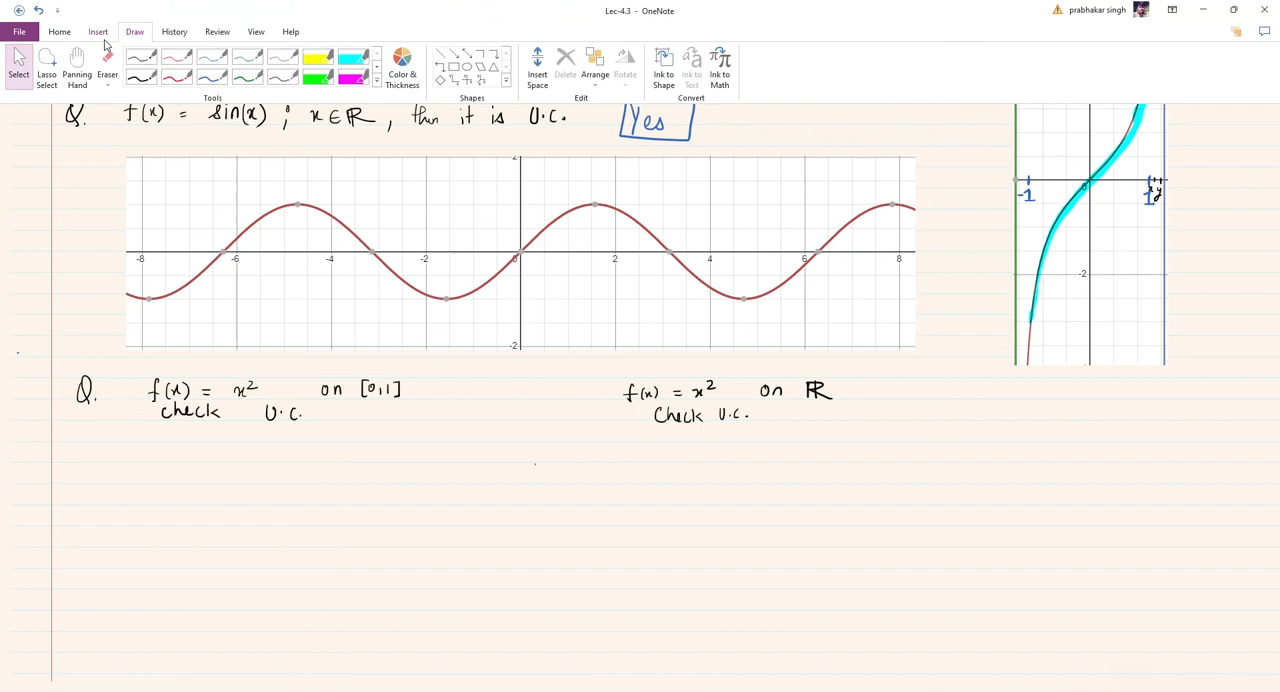 Lec-4.3 - OneNote
prabhakar singh
File Home Insert Draw History Review View Help
Select Lasso Select Panning Hand Eraser Color & Thickness Insert Space Delete Arrange Rotate Ink to Shape Ink to Text Ink to Math
Tools Shapes Edit Convert
Q. f(x) = sin(x) ; x ∈ ℝ , then it is U.C. Yes
2
-8 -6 -4 -2 0 2 4 6 8
-2
0
-1 1 x y
-2
Q. f(x) = x² on [0,1]
Check U.C.
f(x) = x² on ℝ
Check U.C.